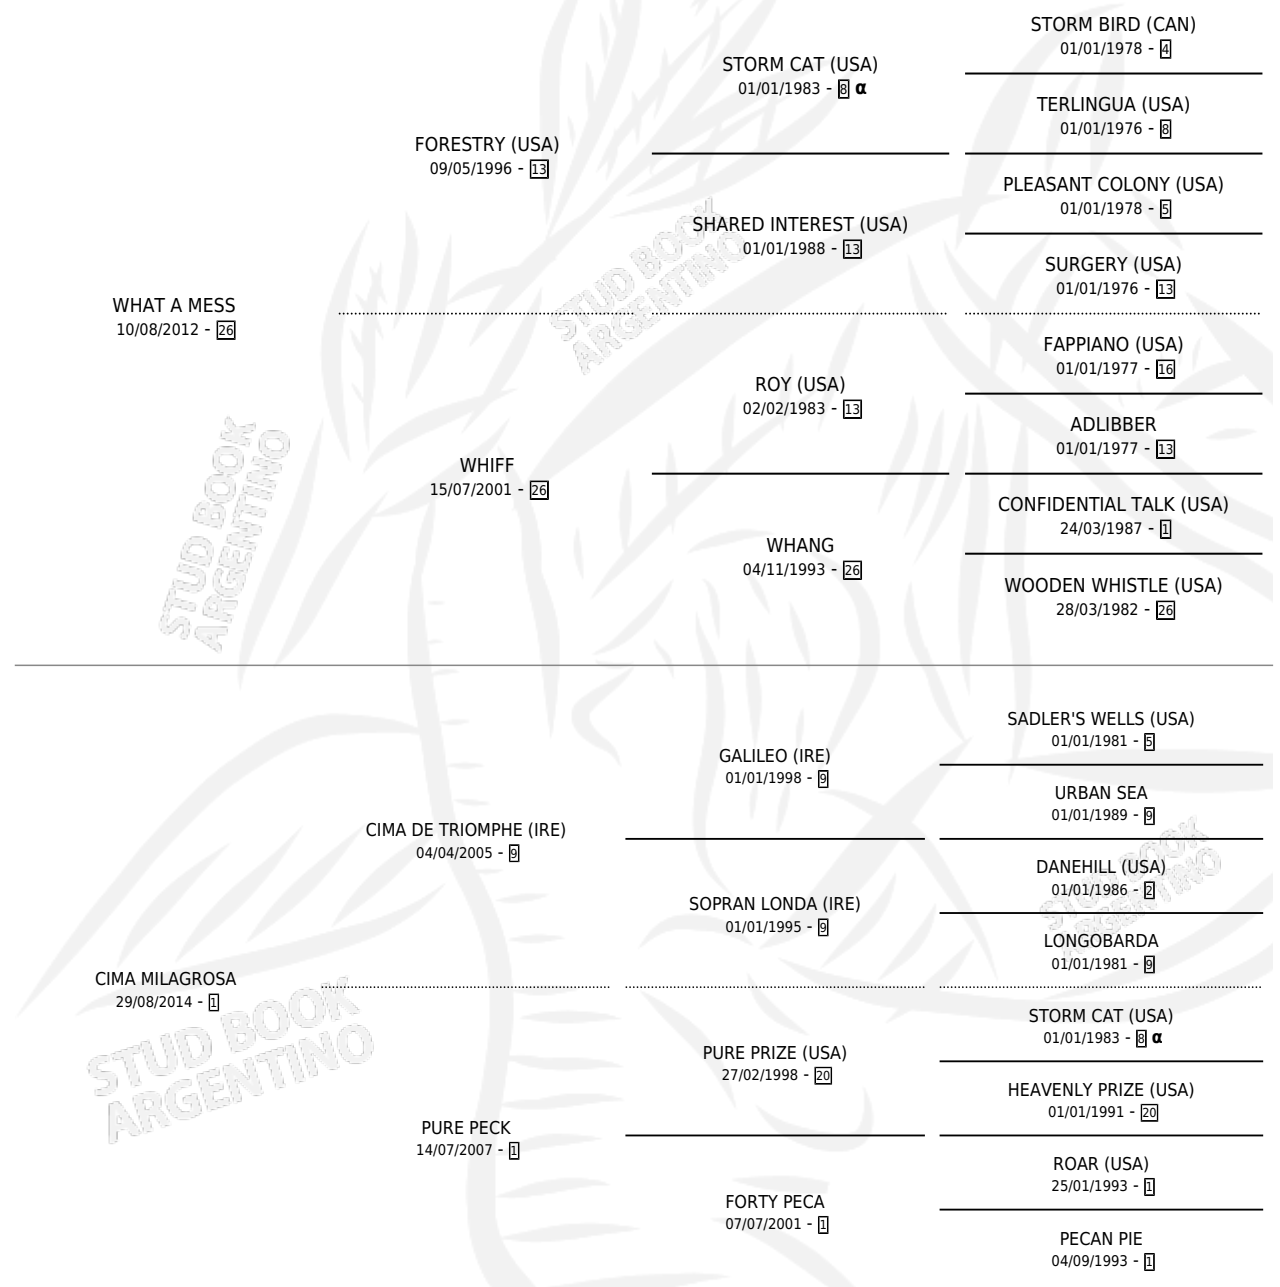 STORM BIRD (CAN)
01/01/1978 - 4
STORM CAT (USA)
01/01/1983 - 8 α
TERLINGUA (USA)
01/01/1976 - 8
FORESTRY (USA)
09/05/1996 - 13
PLEASANT COLONY (USA)
01/01/1978 - 5
SHARED INTEREST (USA)
01/01/1988 - 13
SURGERY (USA)
01/01/1976 - 13
WHAT A MESS
10/08/2012 - 26
STUD BOOK
ARGENTINO
FAPPIANO (USA)
01/01/1977 - 16
ROY (USA)
02/02/1983 - 13
ADLIBBER
01/01/1977 - 13
WHIFF
15/07/2001 - 26
CONFIDENTIAL TALK (USA)
24/03/1987 - 1
WHANG
04/11/1993 - 26
WOODEN WHISTLE (USA)
28/03/1982 - 26
STUD BOOK
ARGENTINO
SADLER'S WELLS (USA)
01/01/1981 - 5
GALILEO (IRE)
01/01/1998 - 9
URBAN SEA
01/01/1989 - 9
CIMA DE TRIOMPHE (IRE)
04/04/2005 - 9
DANEHILL (USA)
01/01/1986 - 2
SOPRAN LONDA (IRE)
01/01/1995 - 9
LONGOBARDA
01/01/1981 - 9
STUD BOOK
ARGENTINO
CIMA MILAGROSA
29/08/2014 - 1
STUD BOOK
ARGENTINO
STORM CAT (USA)
01/01/1983 - 8 α
PURE PRIZE (USA)
27/02/1998 - 20
HEAVENLY PRIZE (USA)
01/01/1991 - 20
PURE PECK
14/07/2007 - 1
ROAR (USA)
25/01/1993 - 1
FORTY PECA
07/07/2001 - 1
PECAN PIE
04/09/1993 - 1